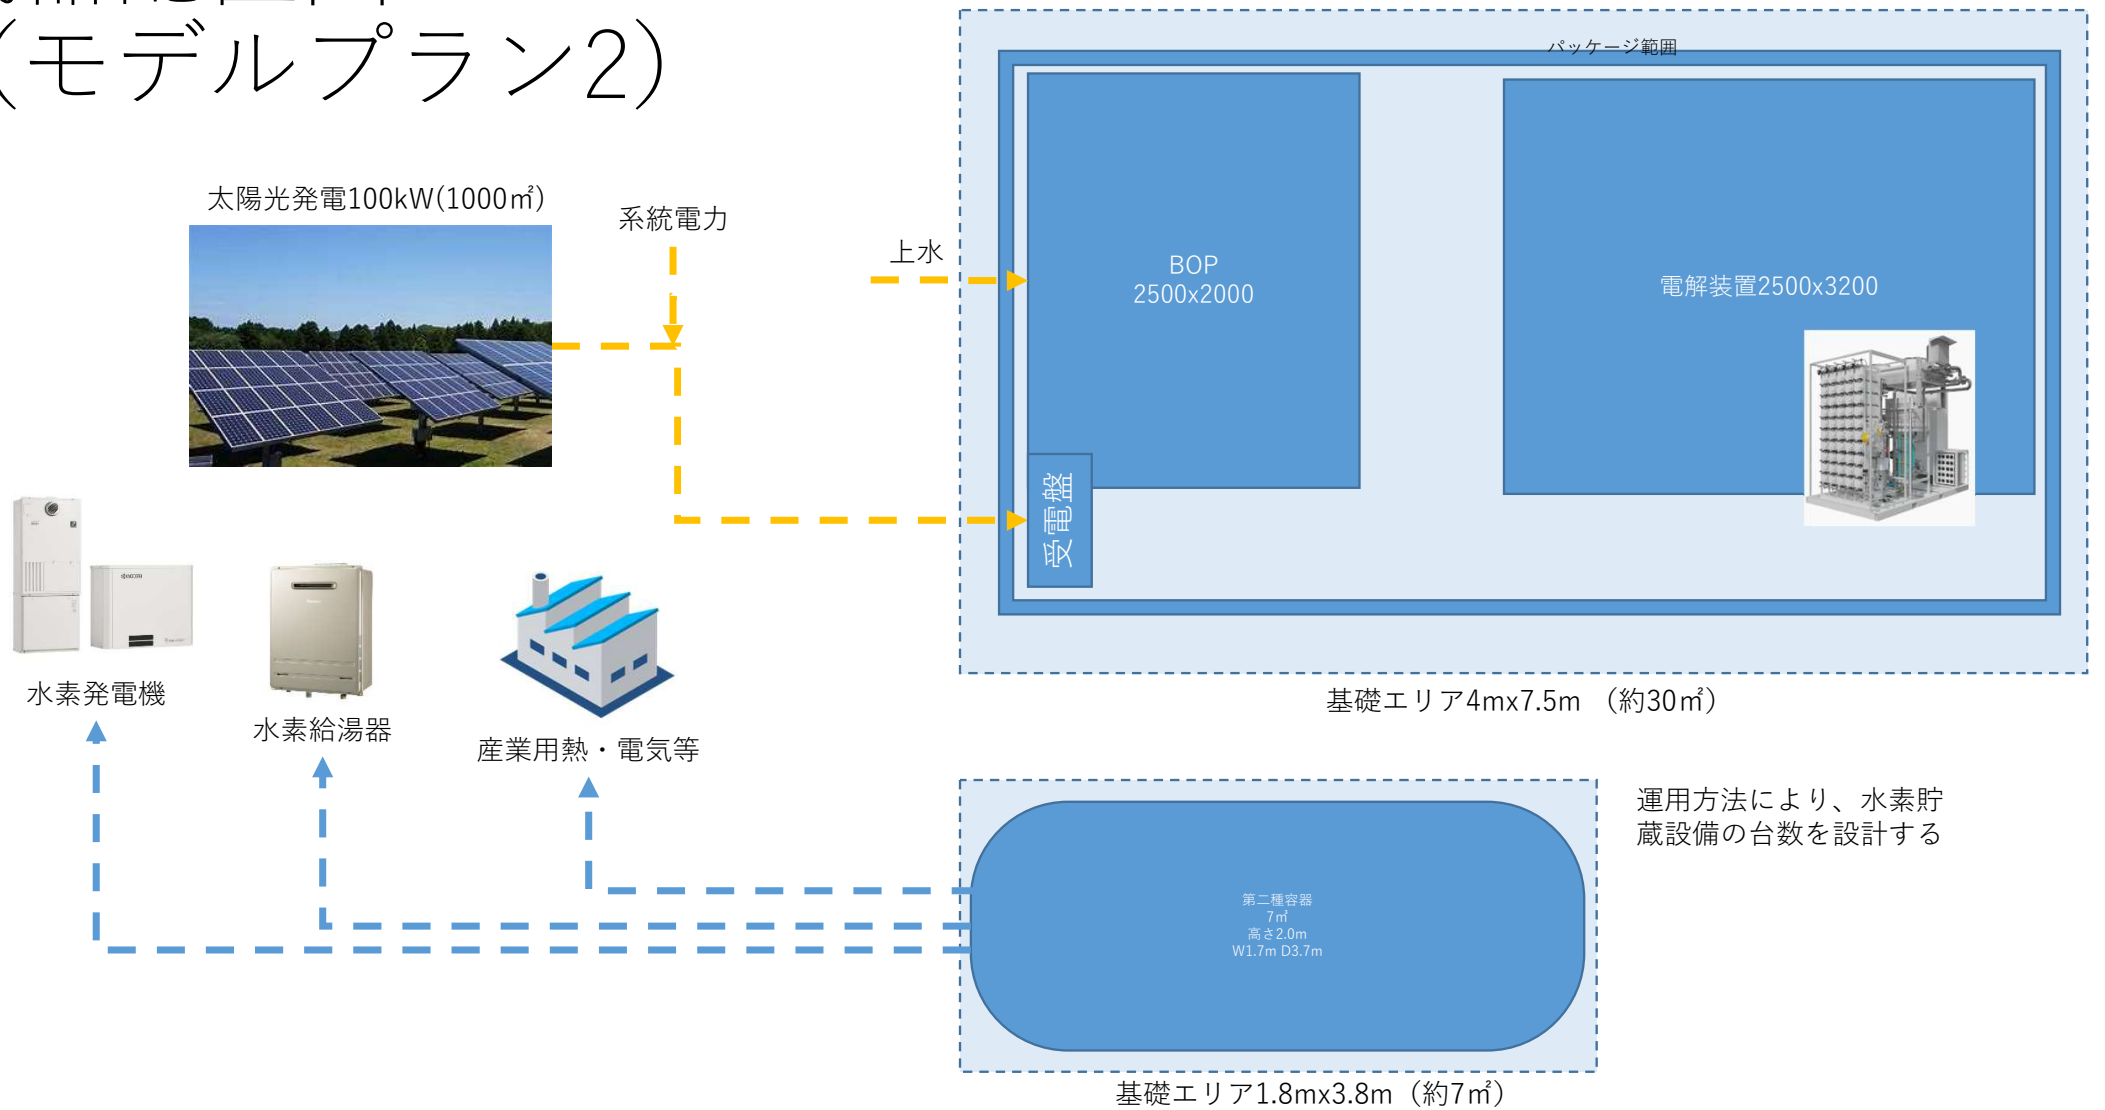 (モデルプラン2)
パッケージ範囲
太陽光発電100kW(1000㎡)
系統電力
上水
BOP
2500x2000
電解装置2500x3200
受電盤
水素発電機
水素給湯器
産業用熱・電気等
基礎エリア4mx7.5m （約30㎡）
運用方法により、水素貯
蔵設備の台数を設計する
第二種容器
7㎥
高さ2.0m
W1.7m D3.7m
基礎エリア1.8mx3.8m（約7㎡）